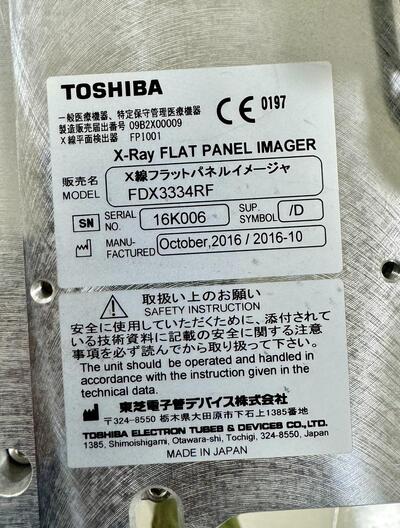 TOSHIBA
一般医療機器、特定保守管理医療機器
製造販売届出番号 09B2X00009
X線平面検出器 FPI001
CE 0197
X-Ray FLAT PANEL IMAGER
販売名 X線フラットパネルイメージャ
MODEL FDX3334RF
SN SERIAL NO. 16K006 SUP. SYMBOL /D
MANU-
FACTURED October,2016 / 2016-10
取扱い上のお願い
SAFETY INSTRUCTION
安全に使用していただくために、添付されて
いる技術資料に記載の安全に関する注意
事項を必ず読んでから取り扱って下さい。
The unit should be operated and handled in
accordance with the instruction given in the
technical data.
東芝電子管デバイス株式会社
〒324-8550 栃木県大田原市下石上1385番地
TOSHIBA ELECTRON TUBES & DEVICES CO.,LTD.
1385, Shimoishigami, Otawara-shi, Tochigi, 324-8550, Japan
MADE IN JAPAN